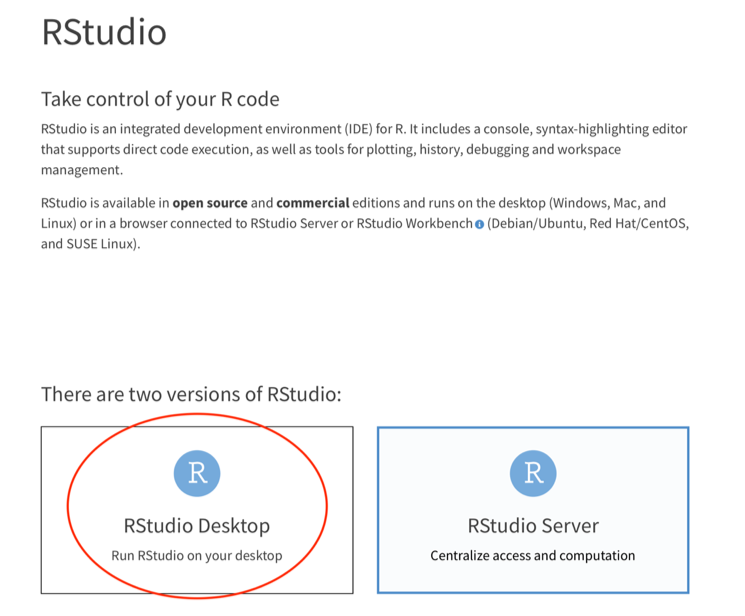 RStudio
Take control of your R code
RStudio is an integrated development environment (IDE) for R. It includes a console, syntax-highlighting editor
that supports direct code execution, as well as tools for plotting, history, debugging and workspace
management.
RStudio is available in open source and commercial editions and runs on the desktop (Windows, Mac, and
Linux) or in a browser connected to RStudio Server or RStudio Workbench i (Debian/Ubuntu, Red Hat/CentOS,
and SUSE Linux).
There are two versions of RStudio:
R
RStudio Desktop
Run RStudio on your desktop
R
RStudio Server
Centralize access and computation